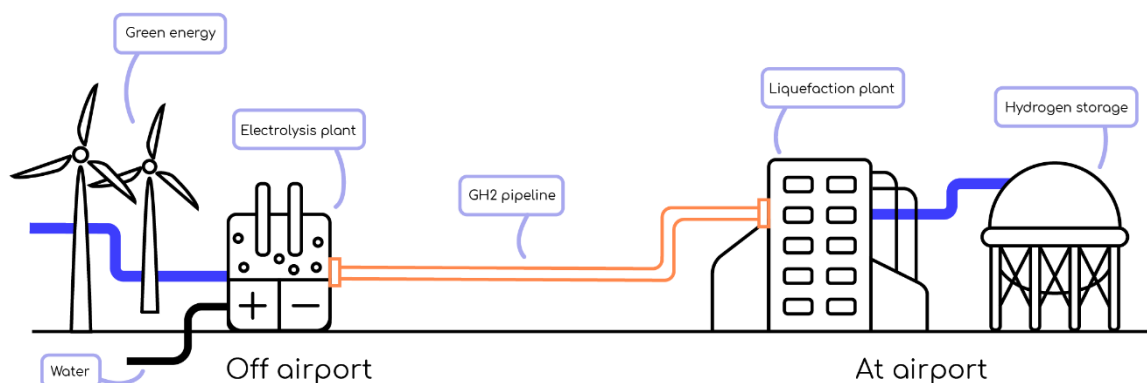 Green energy
Electrolysis plant
GH2 pipeline
Liquefaction plant
Hydrogen storage
Water
Off airport
At airport